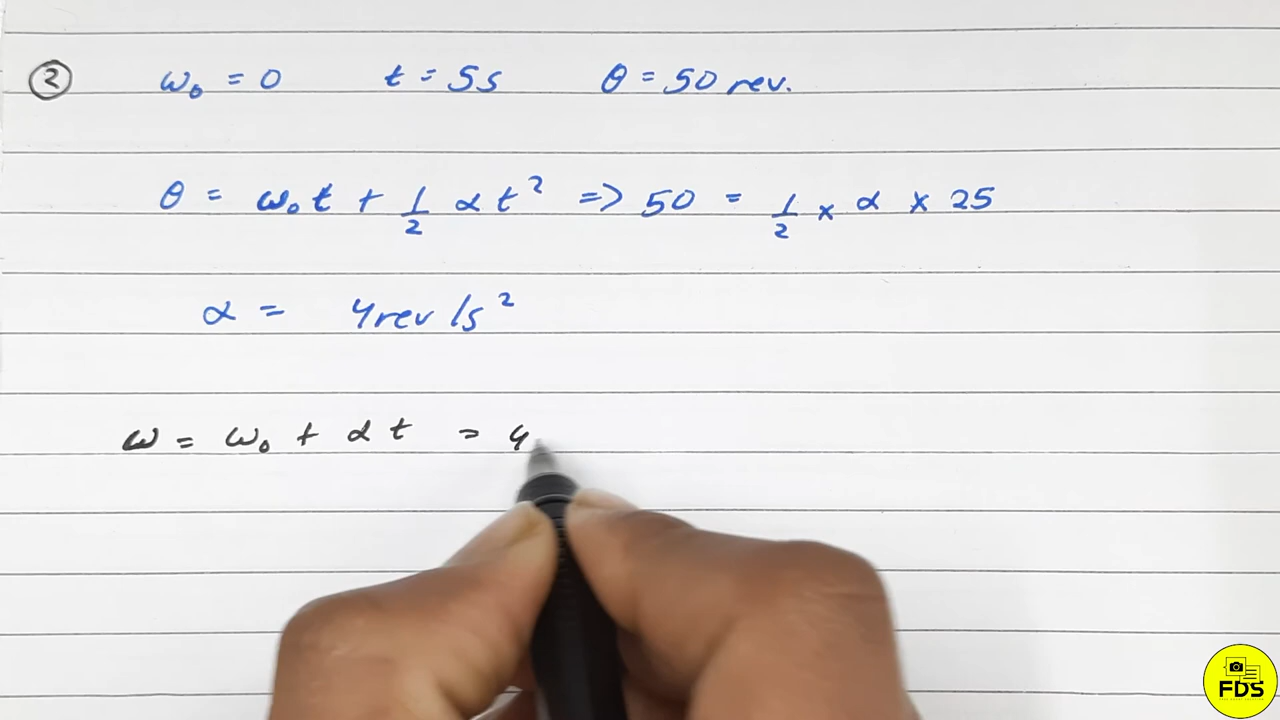 ② ω₀ = 0 t = 5s θ = 50 rev.
θ = ω₀t + 1/2 αt² => 50 = 1/2 × α × 25
α = 4rev/s²
ω = ω₀ + αt = 4
FDS